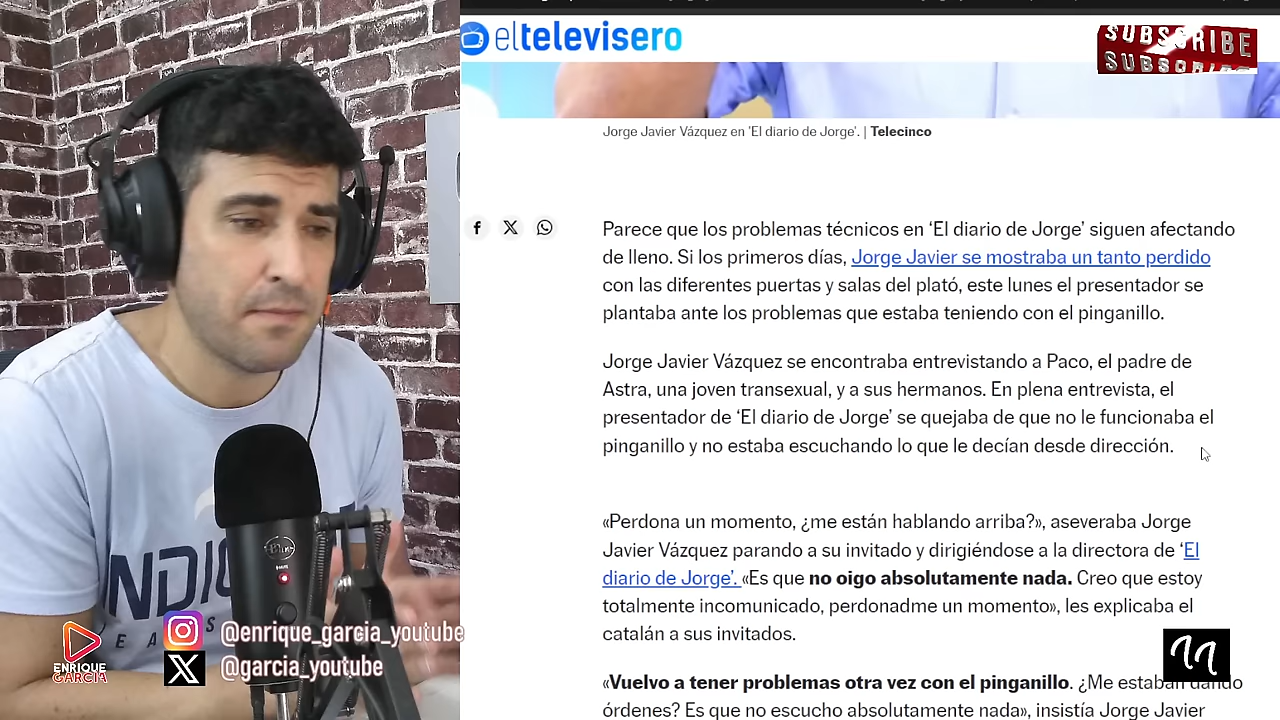 eltelevisero
SUBSCRIBE
SUBSCRIBE
Jorge Javier Vázquez en 'El diario de Jorge'. | Telecinco
Parece que los problemas técnicos en ‘El diario de Jorge’ siguen afectando
de lleno. Si los primeros días, Jorge Javier se mostraba un tanto perdido
con las diferentes puertas y salas del plató, este lunes el presentador se
plantaba ante los problemas que estaba teniendo con el pinganillo.
Jorge Javier Vázquez se encontraba entrevistando a Paco, el padre de
Astra, una joven transexual, y a sus hermanos. En plena entrevista, el
presentador de ‘El diario de Jorge’ se quejaba de que no le funcionaba el
pinganillo y no estaba escuchando lo que le decían desde dirección.
«Perdona un momento, ¿me están hablando arriba?», aseveraba Jorge
Javier Vázquez parando a su invitado y dirigiéndose a la directora de ‘El
diario de Jorge’. «Es que no oigo absolutamente nada. Creo que estoy
totalmente incomunicado, perdonadme un momento», les explicaba el
catalán a sus invitados.
«Vuelvo a tener problemas otra vez con el pinganillo. ¿Me estaban dando
órdenes? Es que no escucho absolutamente nada», insistía Jorge Javier
NDIC
ENRIQUE
GARCIA
@enrique_garcia_youtube
@garcia_youtube